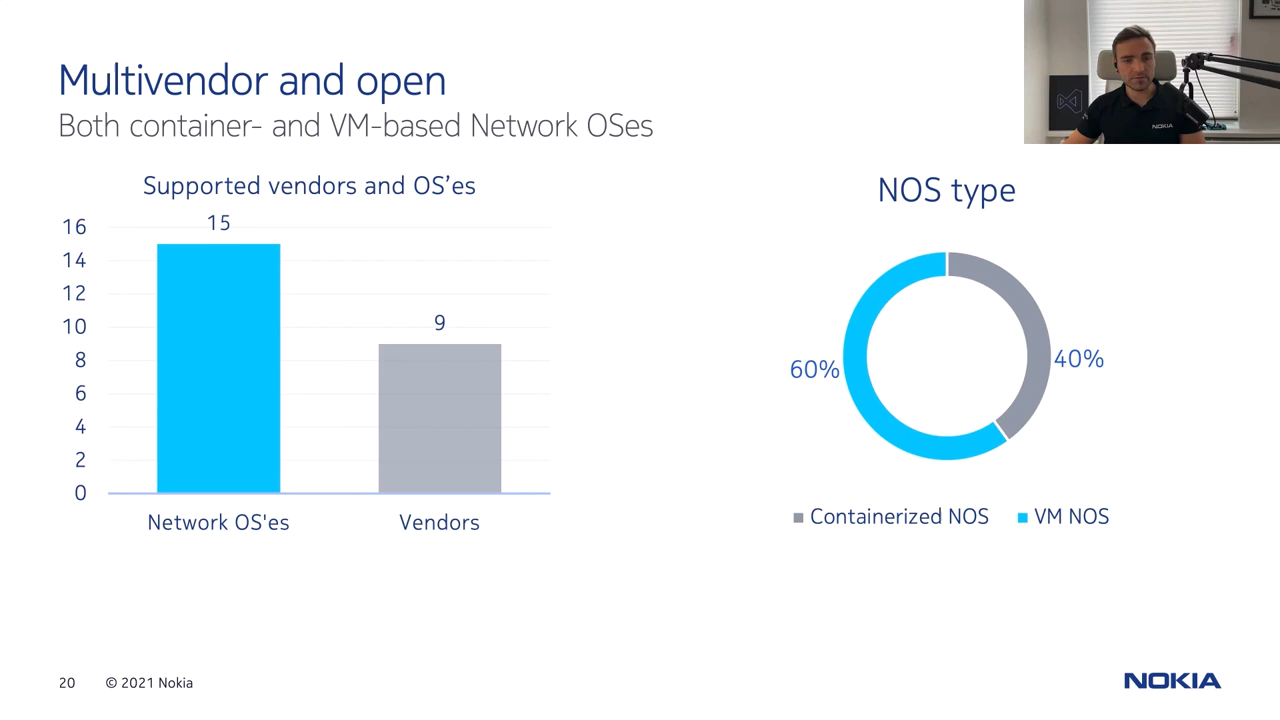 Multivendor and open
Both container- and VM-based Network OSes
Supported vendors and OS’es
16
14
12
10
8
6
4
2
0
15
9
Network OS'es
Vendors
NOS type
60%
40%
Containerized NOS
VM NOS
20
© 2021 Nokia
NOKIA
NOKIA